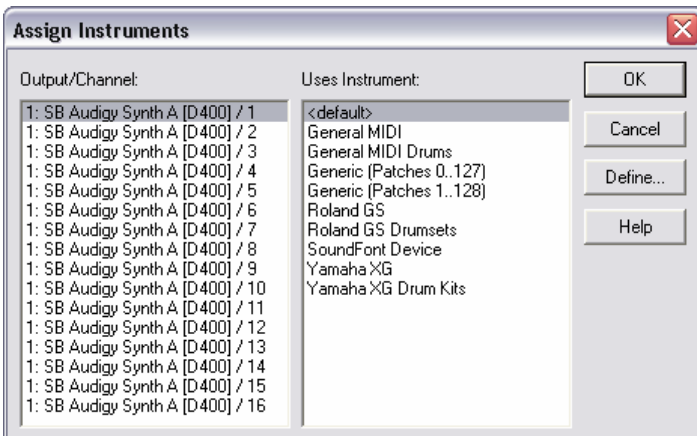 Assign Instruments
Output/Channel:
1: SB Audigy Synth A [D400] / 1
1: SB Audigy Synth A [D400] / 2
1: SB Audigy Synth A [D400] / 3
1: SB Audigy Synth A [D400] / 4
1: SB Audigy Synth A [D400] / 5
1: SB Audigy Synth A [D400] / 6
1: SB Audigy Synth A [D400] / 7
1: SB Audigy Synth A [D400] / 8
1: SB Audigy Synth A [D400] / 9
1: SB Audigy Synth A [D400] / 10
1: SB Audigy Synth A [D400] / 11
1: SB Audigy Synth A [D400] / 12
1: SB Audigy Synth A [D400] / 13
1: SB Audigy Synth A [D400] / 14
1: SB Audigy Synth A [D400] / 15
1: SB Audigy Synth A [D400] / 16
Uses Instrument:
<default>
General MIDI
General MIDI Drums
Generic (Patches 0..127)
Generic (Patches 1..128)
Roland GS
Roland GS Drumsets
SoundFont Device
Yamaha XG
Yamaha XG Drum Kits
OK
Cancel
Define...
Help